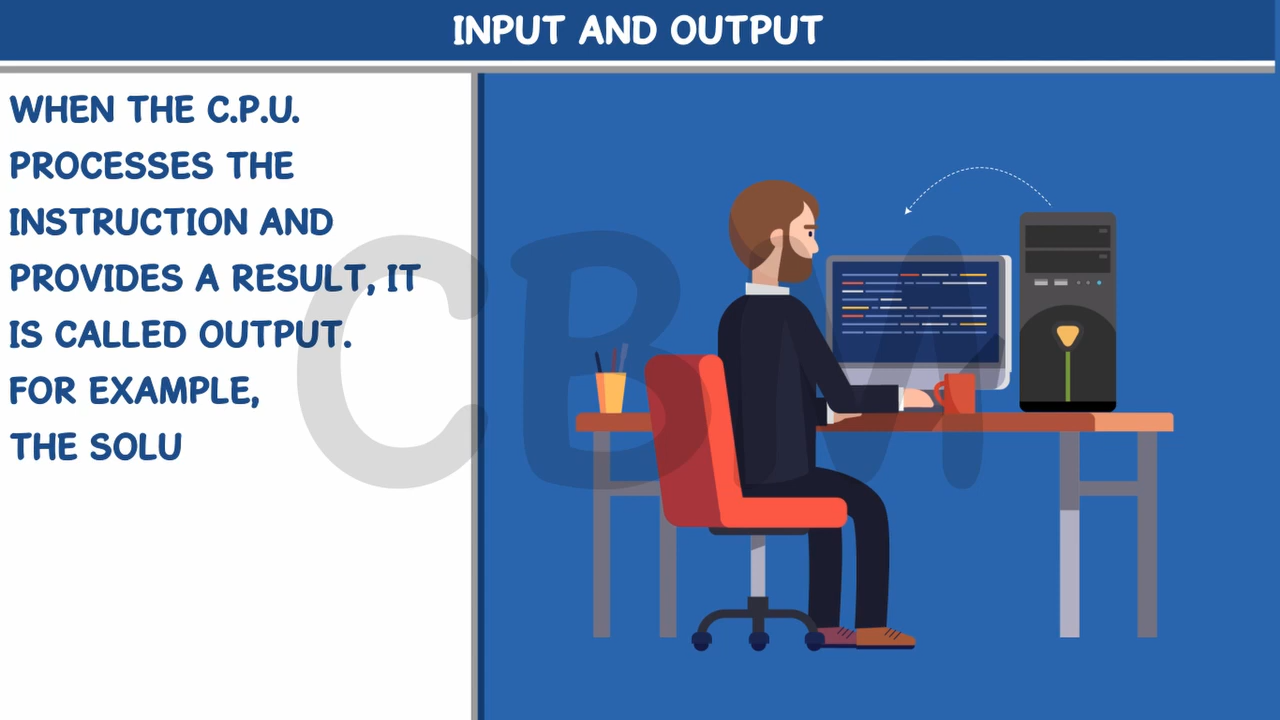 INPUT AND OUTPUT
WHEN THE C.P.U.
PROCESSES THE
INSTRUCTION AND
PROVIDES A RESULT, IT
IS CALLED OUTPUT.
FOR EXAMPLE,
THE SOLU
CBM